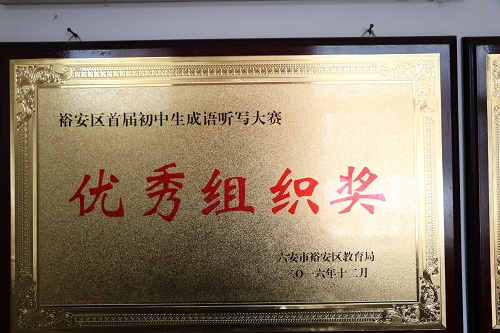 裕安区首届初中生成语听写大赛
优秀组织奖
六安市裕安区教育局
二〇一六年十二月